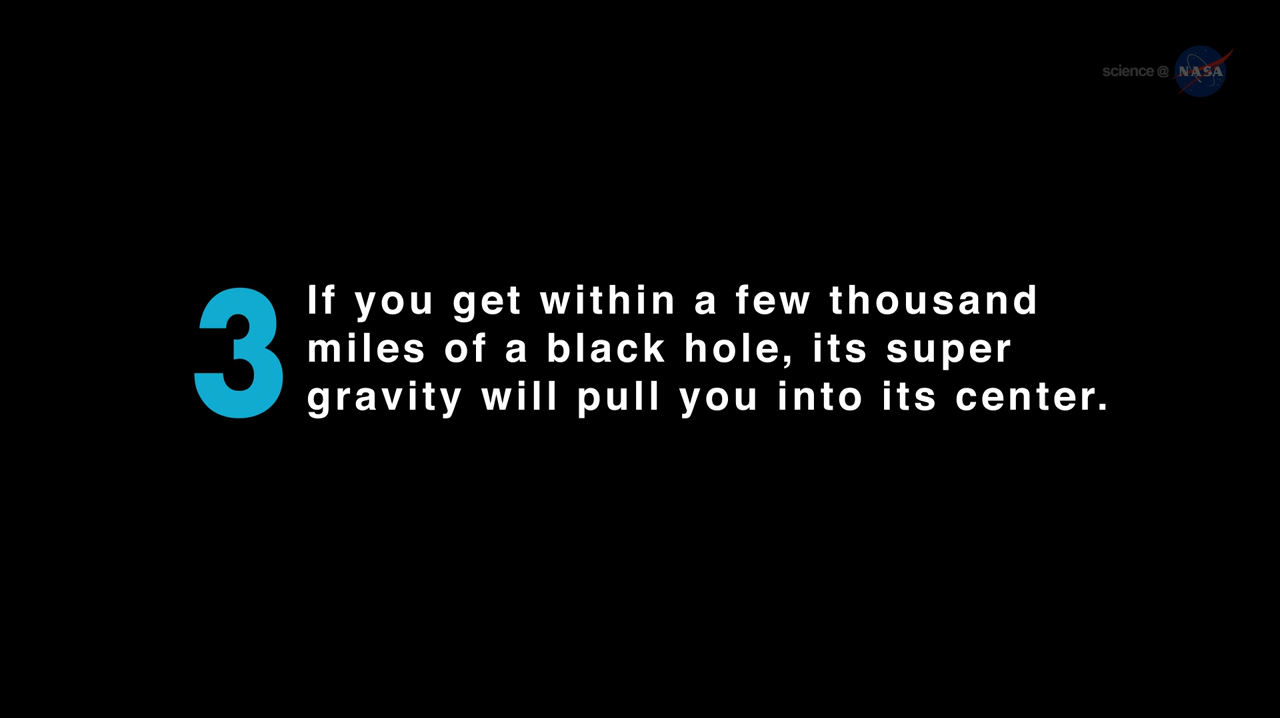 science @ NASA
3
If you get within a few thousand
miles of a black hole, its super
gravity will pull you into its center.